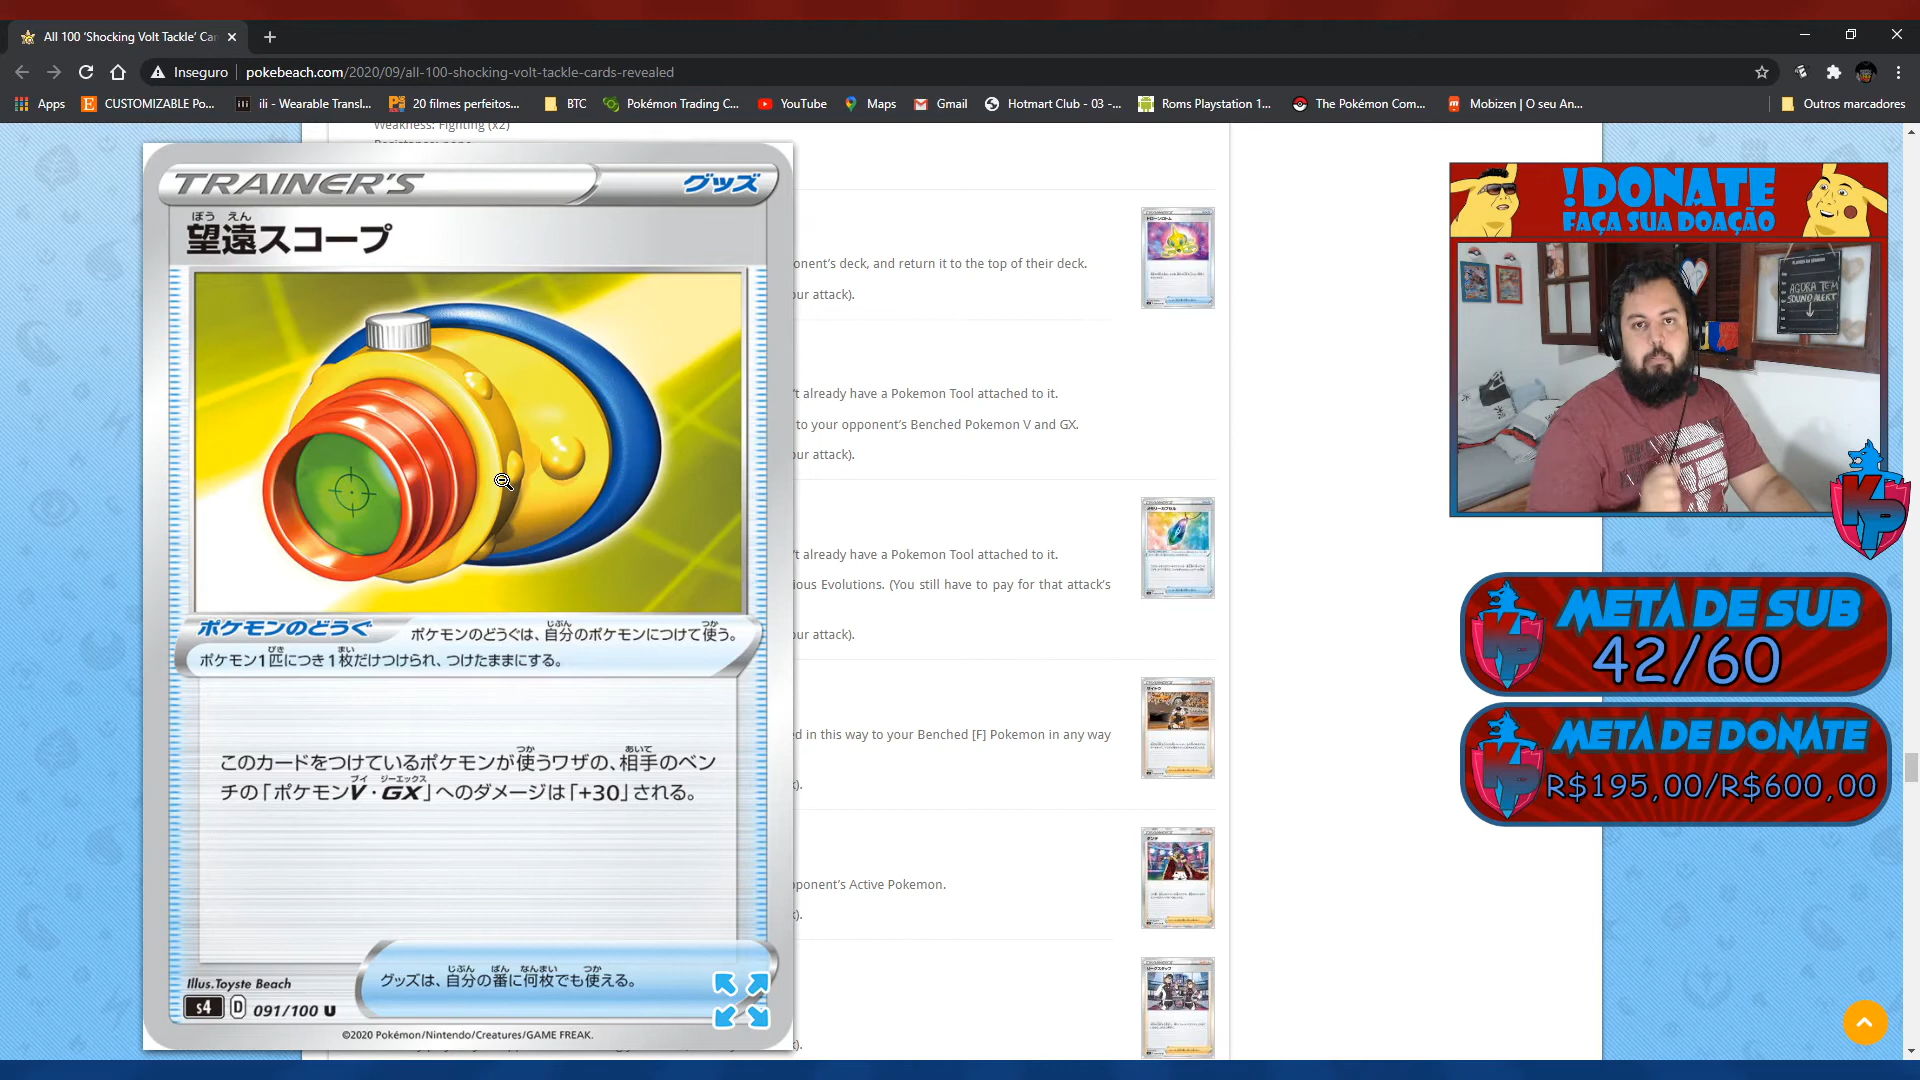 All 100 ‘Shocking Volt Tackle’ Car
Inseguro
pokebeach.com/2020/09/all-100-shocking-volt-tackle-cards-revealed
Apps
CUSTOMIZABLE Po...
ili - Wearable Transl...
20 filmes perfeitos...
BTC
Pokémon Trading C...
YouTube
Maps
Gmail
Hotmart Club - 03 -...
Roms Playstation 1...
The Pokémon Com...
Mobizen | O seu An...
Outros marcadores
Weakness: Fighting (x2)
TRAINER'S
グッズ
ぼう えん
望遠スコープ
ポケモンのどうぐ
ポケモンのどうぐは、自分のポケモンにつけて使う。
ポケモン1匹につき1枚だけつけられ、つけたままにする。
このカードをつけているポケモンが使うワザの、相手のベン
チの「ポケモンV・GX」へのダメージは「+30」される。
グッズは、自分の番に何枚でも使える。
Illus.Toyste Beach
s4 D 091/100 U
©2020 Pokémon/Nintendo/Creatures/GAME FREAK.
onent’s deck, and return it to the top of their deck.
our attack).
’t already have a Pokemon Tool attached to it.
to your opponent’s Benched Pokemon V and GX.
our attack).
’t already have a Pokemon Tool attached to it.
ious Evolutions. (You still have to pay for that attack’s
our attack).
ed in this way to your Benched [F] Pokemon in any way
k).
pponent’s Active Pokemon.
k).
k).
!DONATE
FAÇA SUA DOAÇÃO
AGORA TEM
SOUND ALERT
KP
META DE SUB
42/60
META DE DONATE
R$195,00/R$600,00